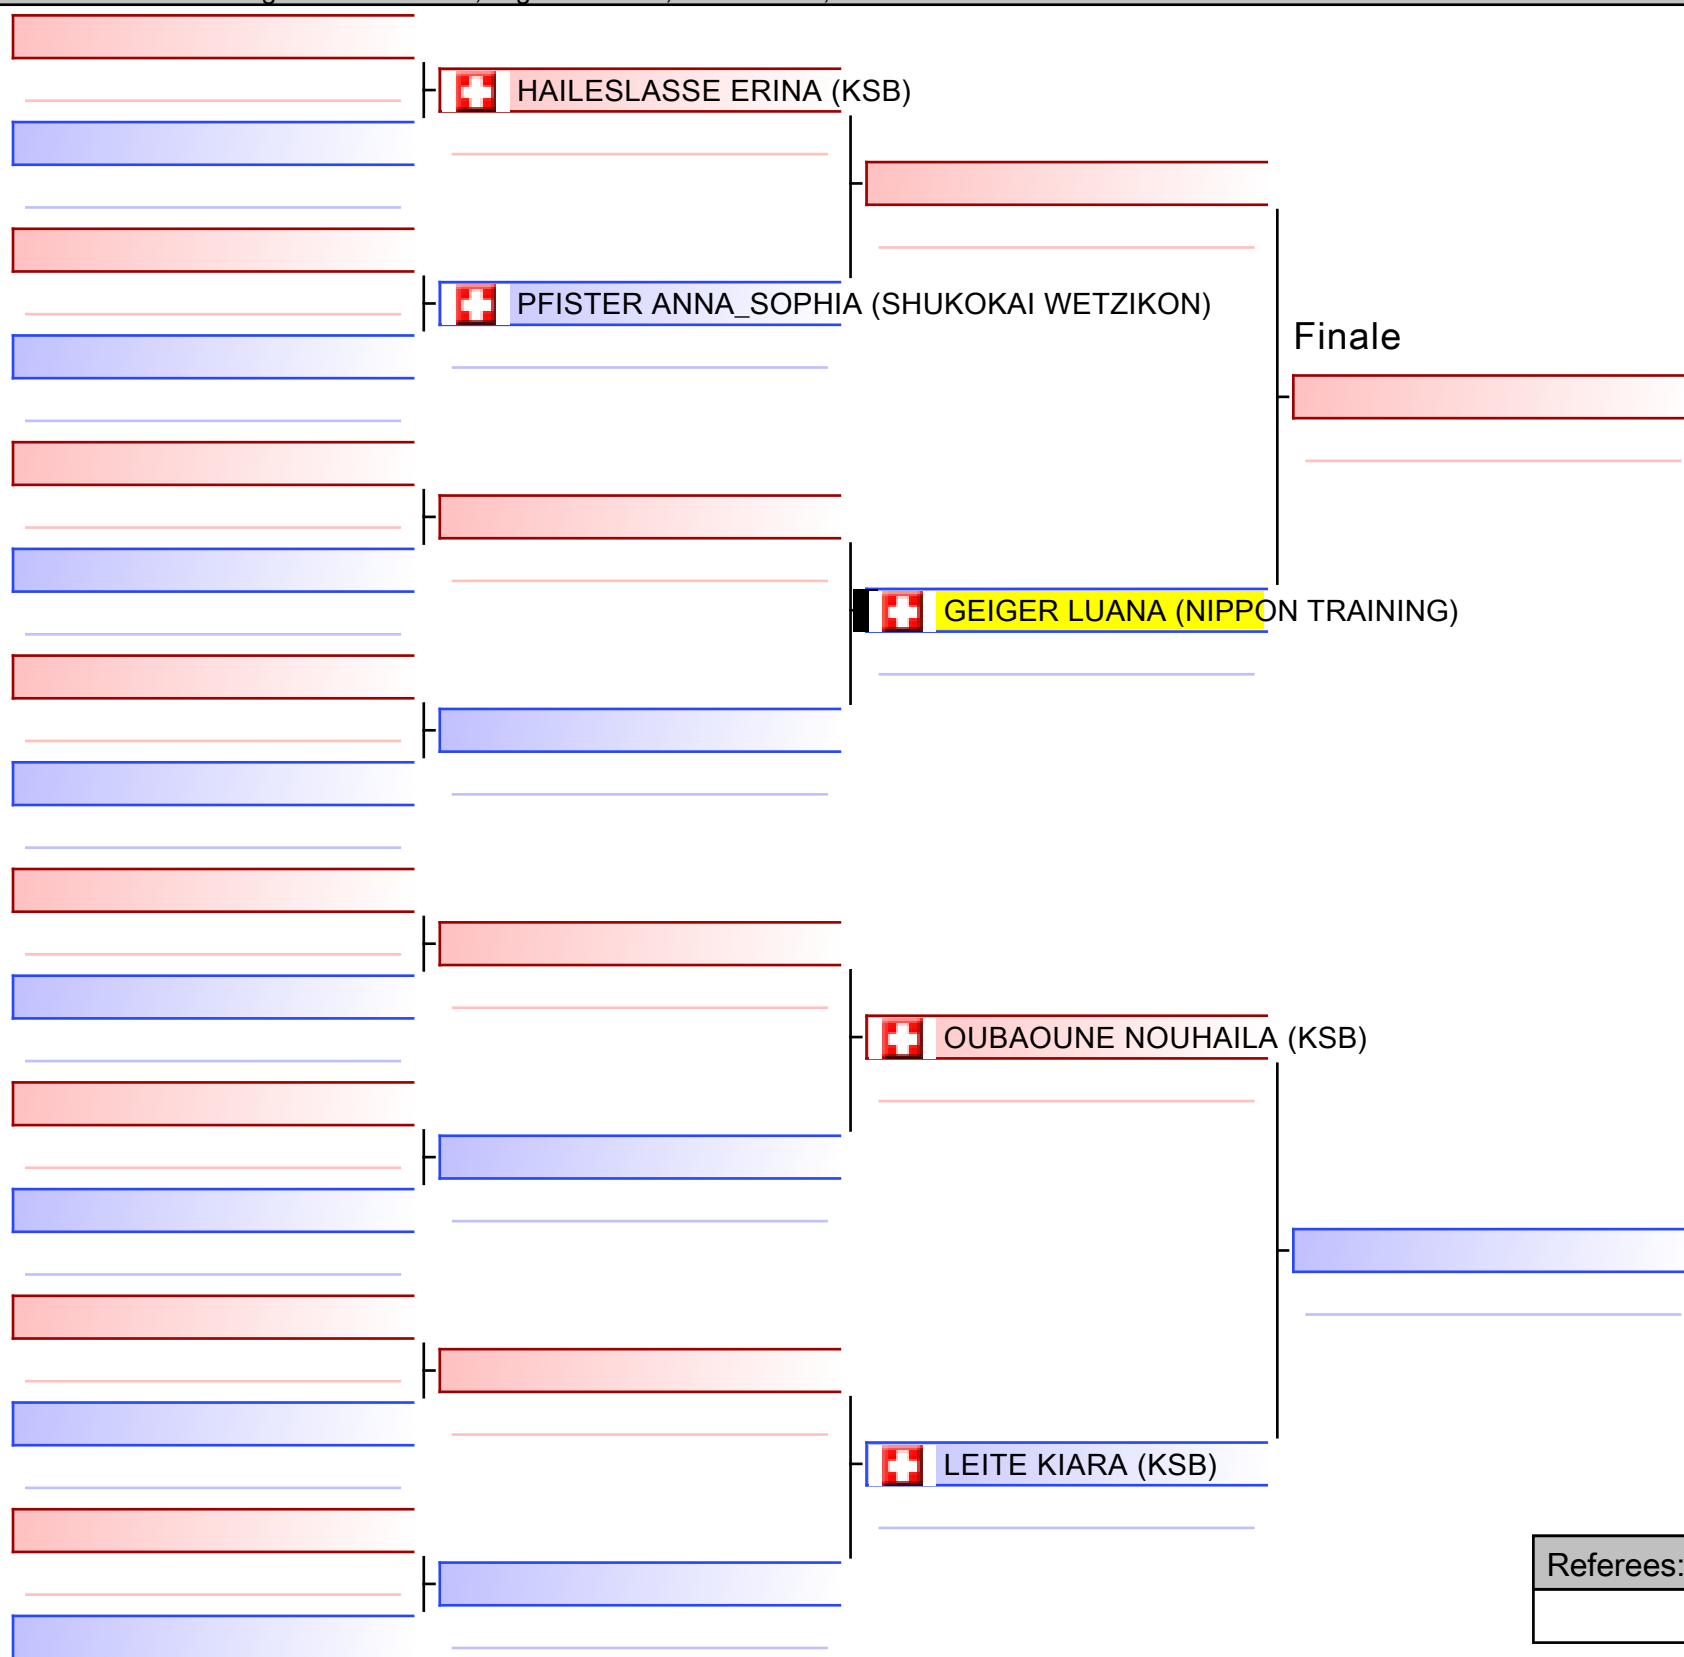 HAILESLASSE ERINA (KSB)
PFISTER ANNA_SOPHIA (SHUKOKAI WETZIKON)
Finale
GEIGER LUANA (NIPPON TRAINING)
OUBAOUNE NOUHAILA (KSB)
LEITE KIARA (KSB)
Referees: